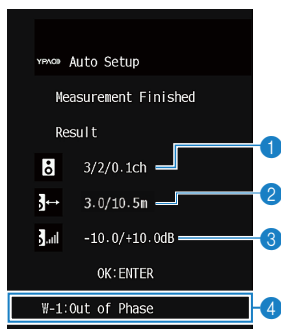 YPAO Auto Setup
Measurement Finished
Result
3/2/0.1ch 1
3.0/10.5m 2
-10.0/+10.0dB 3
OK:ENTER
W-1:Out of Phase 4